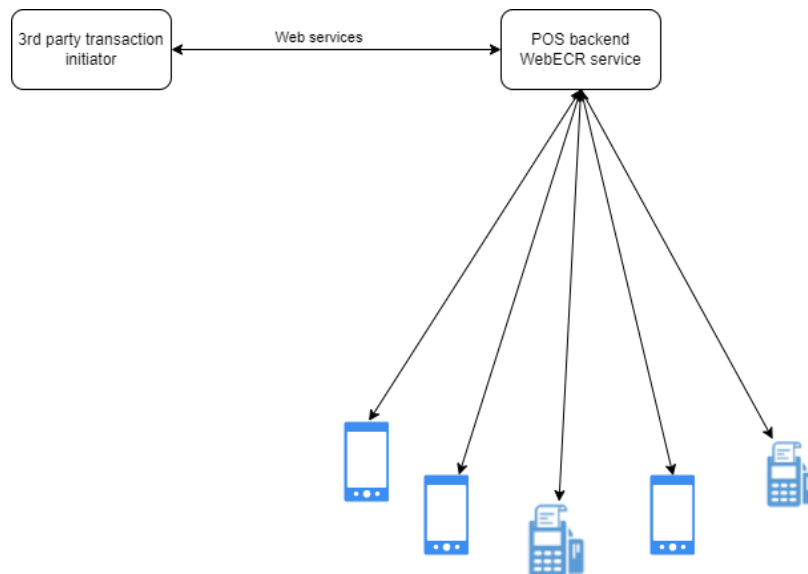 3rd party transaction
initiator
Web services
POS backend
WebECR service